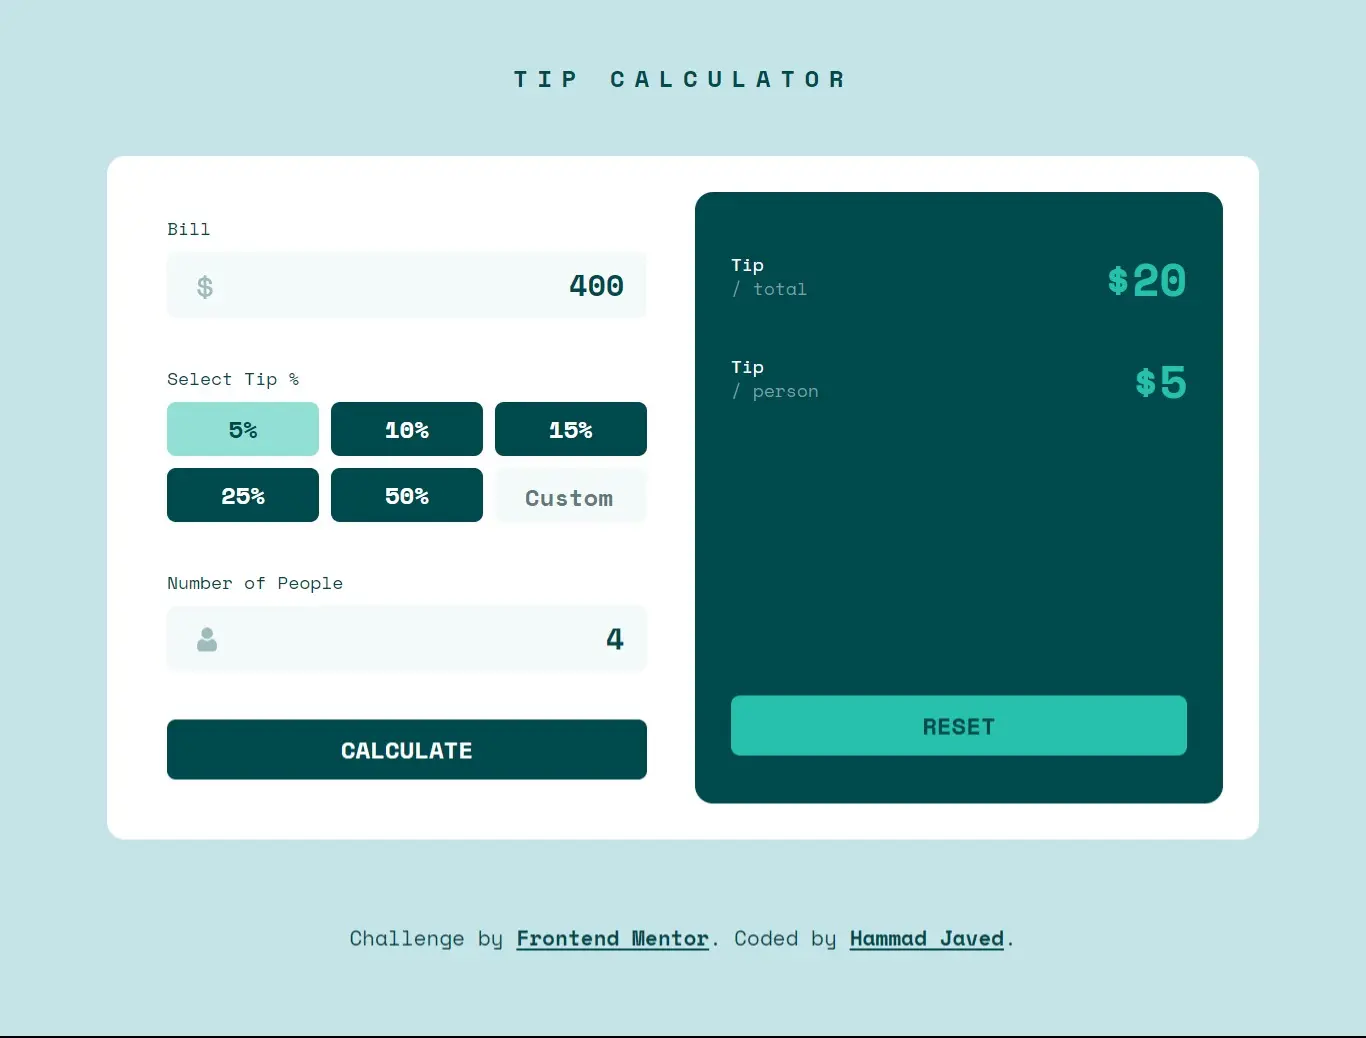 TIP CALCULATOR
Bill
$ 400
Select Tip %
5% 10% 15%
25% 50% Custom
Number of People
4
CALCULATE
Tip
/ total
$20
Tip
/ person
$5
RESET
Challenge by Frontend Mentor. Coded by Hammad Javed.